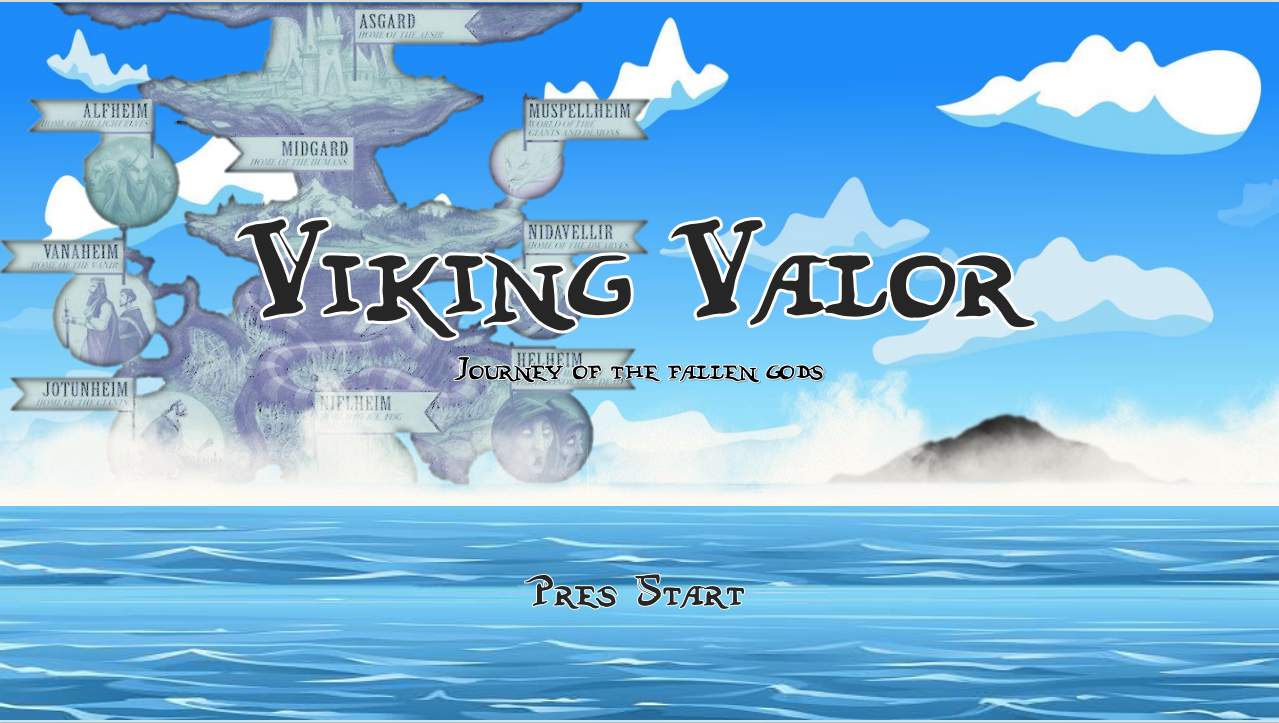 ASGARD
HOME OF THE AESIR
ALFHEIM
HOME OF THE LIGHT ELVES
MUSPELLHEIM
WORLD OF FIRE
GIANTS AND DEMONS
MIDGARD
HOME OF THE HUMANS
VANAHEIM
HOME OF THE VANIR
NIDAVELLIR
HOME OF THE DWARVES
Viking Valor
HELHEIM
Journey of the fallen gods
JOTUNHEIM
HOME OF THE GIANTS
NIFLHEIM
Pres Start